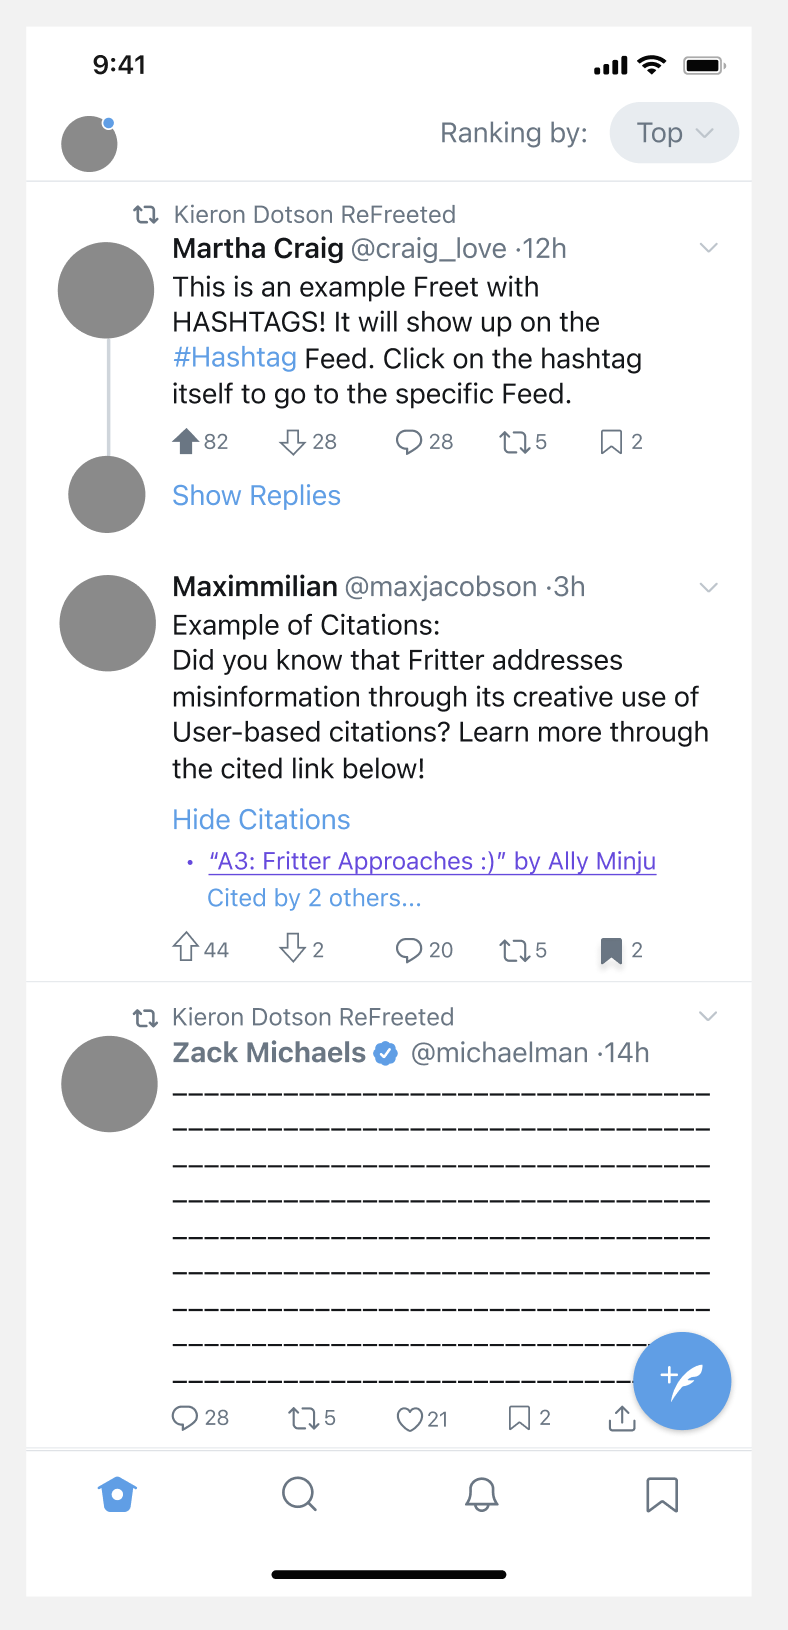 9:41
Ranking by: Top
Kieron Dotson ReFreeted
Martha Craig @craig_love ·12h
This is an example Freet with
HASHTAGS! It will show up on the
#Hashtag Feed. Click on the hashtag
itself to go to the specific Feed.
82 28 28 5 2
Show Replies
Maximmilian @maxjacobson ·3h
Example of Citations:
Did you know that Fritter addresses
misinformation through its creative use of
User-based citations? Learn more through
the cited link below!
Hide Citations
• “A3: Fritter Approaches :)” by Ally Minju
Cited by 2 others...
44 2 20 5 2
Kieron Dotson ReFreeted
Zack Michaels @michaelman ·14h
28 5 21 2